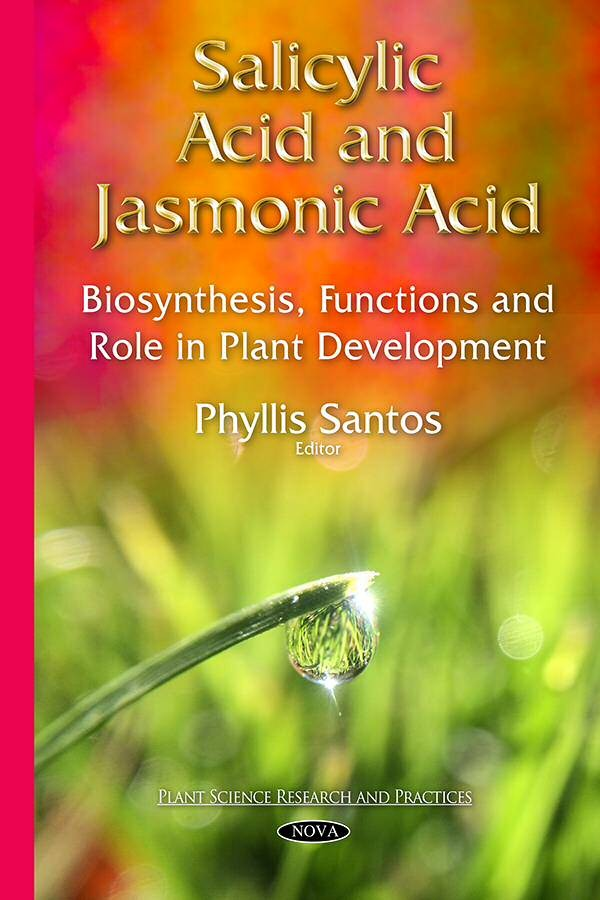 Salicylic
Acid and
Jasmonic Acid
Biosynthesis, Functions and
Role in Plant Development
Phyllis Santos
Editor
Plant Science Research and Practices
NOVA